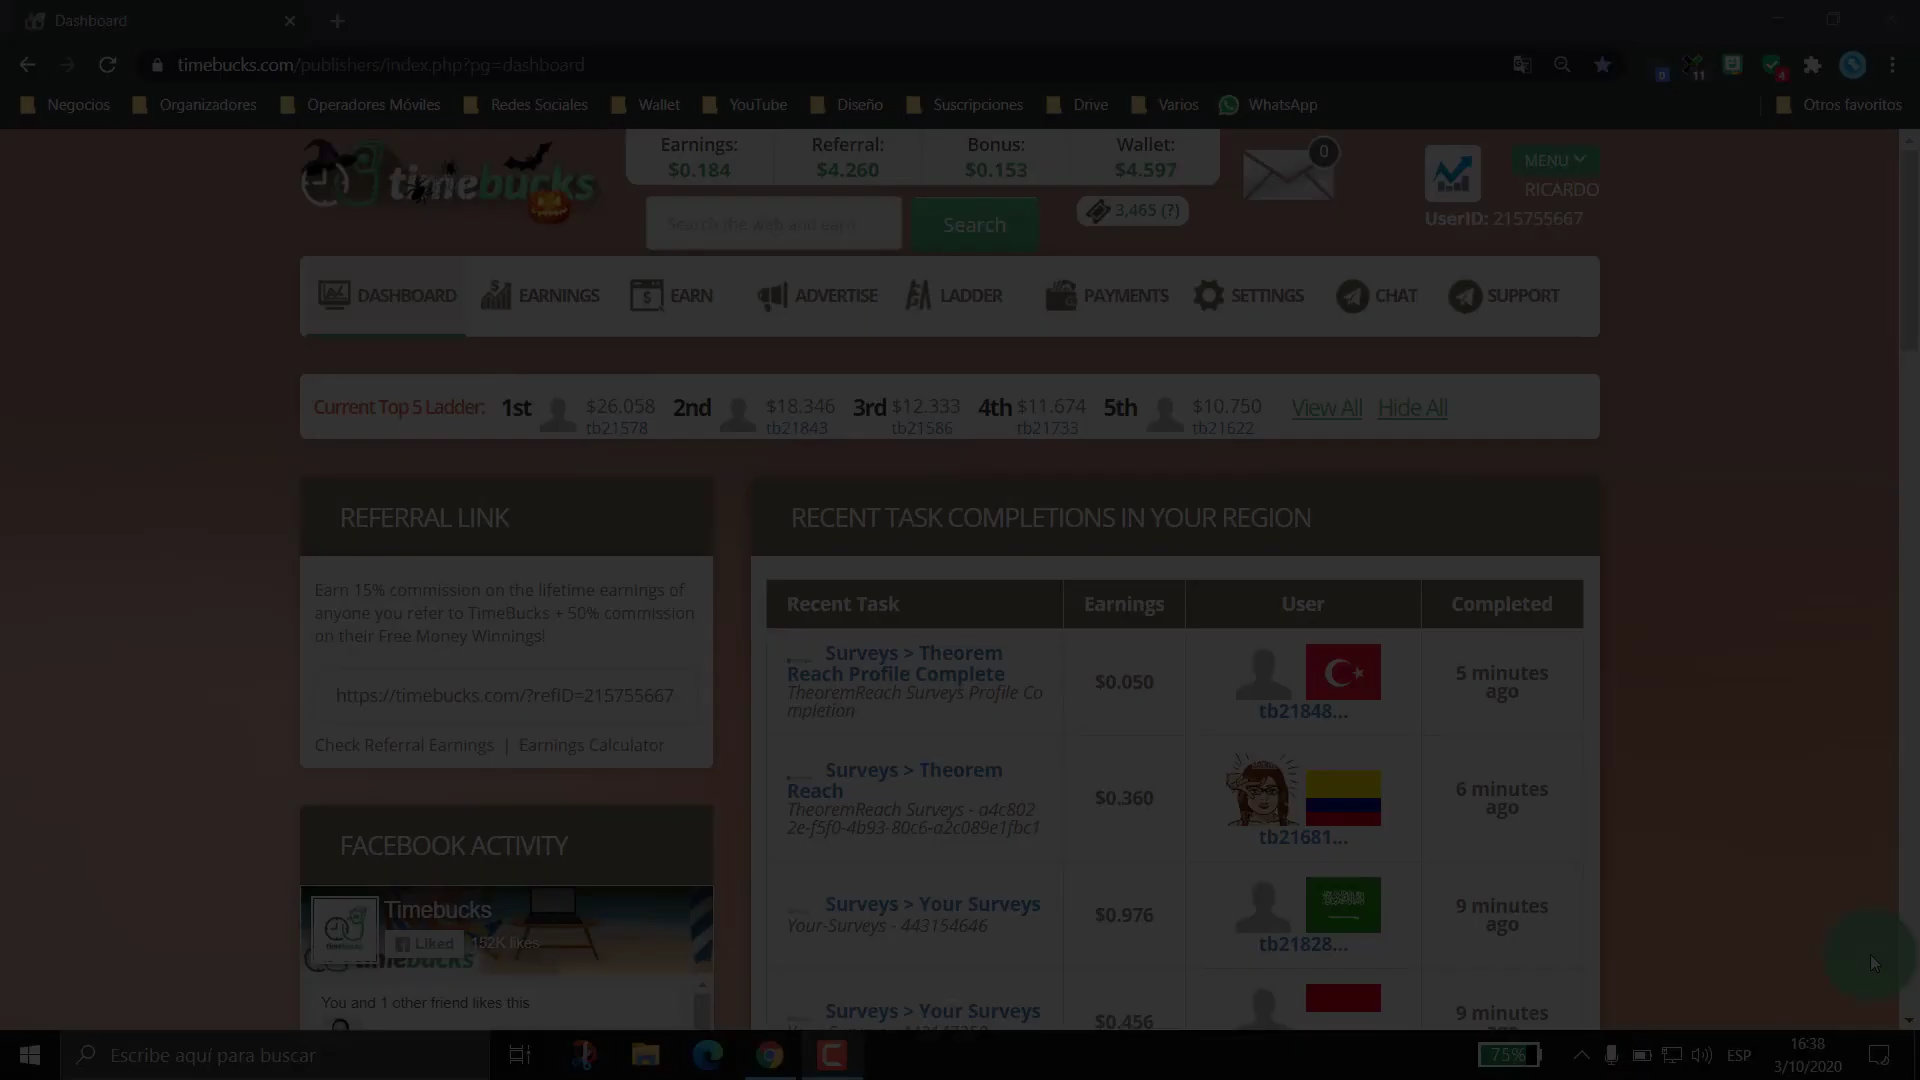 Dashboard
timebucks.com/publishers/index.php?pg=dashboard
0
11
4
Negocios
Organizadores
Operadores Móviles
Redes Sociales
Wallet
YouTube
Diseño
Suscripciones
Drive
Varios
WhatsApp
Otros favoritos
timebucks
Earnings:
$0.184
Referral:
$4.260
Bonus:
$0.153
Wallet:
$4.597
0
MENU
RICARDO
UserID: 215755667
Search the web and earn
Search
3,465 (?)
DASHBOARD
EARNINGS
EARN
ADVERTISE
LADDER
PAYMENTS
SETTINGS
CHAT
SUPPORT
Current Top 5 Ladder:
1st
$26.058
tb21578
2nd
$18.346
tb21843
3rd
$12.333
tb21586
4th
$11.674
tb21733
5th
$10.750
tb21622
View All
Hide All
REFERRAL LINK
Earn 15% commission on the lifetime earnings of
anyone you refer to TimeBucks + 50% commission
on their Free Money Winnings!
https://timebucks.com/?refID=215755667
Check Referral Earnings | Earnings Calculator
FACEBOOK ACTIVITY
Timebucks
Liked
152K likes
timebucks
You and 1 other friend likes this
RECENT TASK COMPLETIONS IN YOUR REGION
Recent Task
Earnings
User
Completed
Surveys > Theorem
Reach Profile Complete
TheoremReach Surveys Profile Co
mpletion
$0.050
tb21848...
5 minutes
ago
Surveys > Theorem
Reach
TheoremReach Surveys - a4c802
2e-f5f0-4b93-80c6-a2c089e1fbc1
$0.360
tb21681...
6 minutes
ago
Surveys > Your Surveys
Your-Surveys - 443154646
$0.976
tb21828...
9 minutes
ago
Surveys > Your Surveys
$0.456
9 minutes
Escribe aquí para buscar
75%
ESP
16:38
3/10/2020